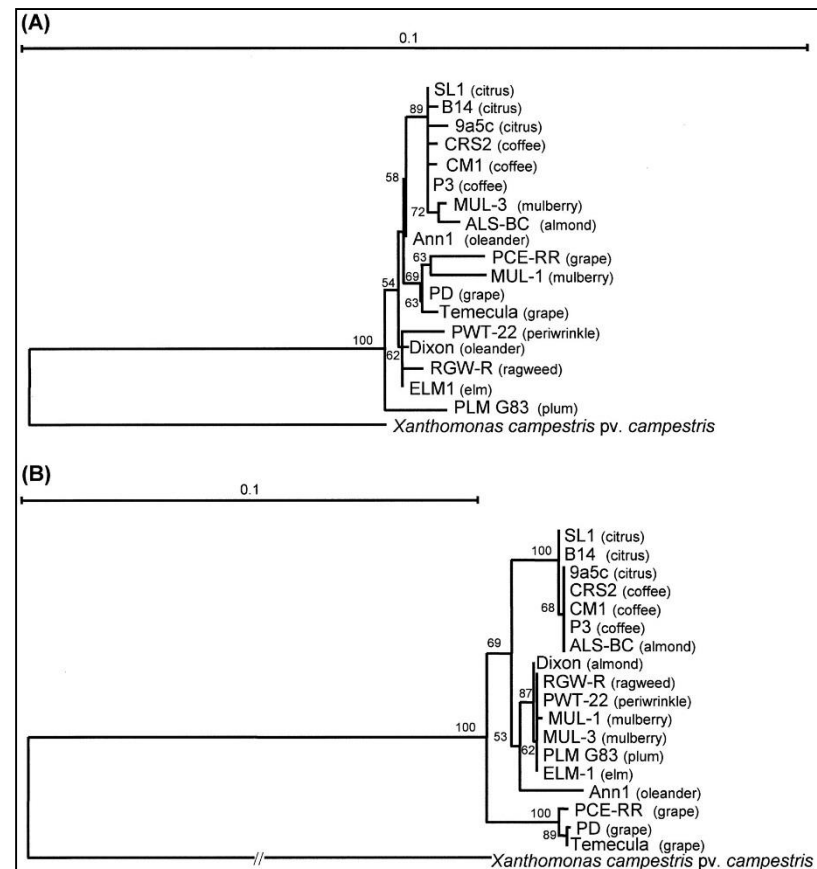 (A)
0.1
SL1 (citrus)
89
B14 (citrus)
9a5c (citrus)
CRS2 (coffee)
CM1 (coffee)
58
P3 (coffee)
MUL-3 (mulberry)
72
ALS-BC (almond)
Ann1 (oleander)
63
PCE-RR (grape)
69
MUL-1 (mulberry)
54
PD (grape)
63
Temecula (grape)
PWT-22 (periwrinkle)
100
Dixon (oleander)
62
RGW-R (ragweed)
ELM1 (elm)
PLM G83 (plum)
Xanthomonas campestris pv. campestris
(B)
0.1
SL1 (citrus)
100
B14 (citrus)
9a5c (citrus)
CRS2 (coffee)
68
CM1 (coffee)
P3 (coffee)
69
ALS-BC (almond)
Dixon (almond)
RGW-R (ragweed)
87
PWT-22 (periwrinkle)
MUL-1 (mulberry)
100
53
MUL-3 (mulberry)
62
PLM G83 (plum)
ELM-1 (elm)
Ann1 (oleander)
100
PCE-RR (grape)
PD (grape)
89
Temecula (grape)
//
Xanthomonas campestris pv. campestris